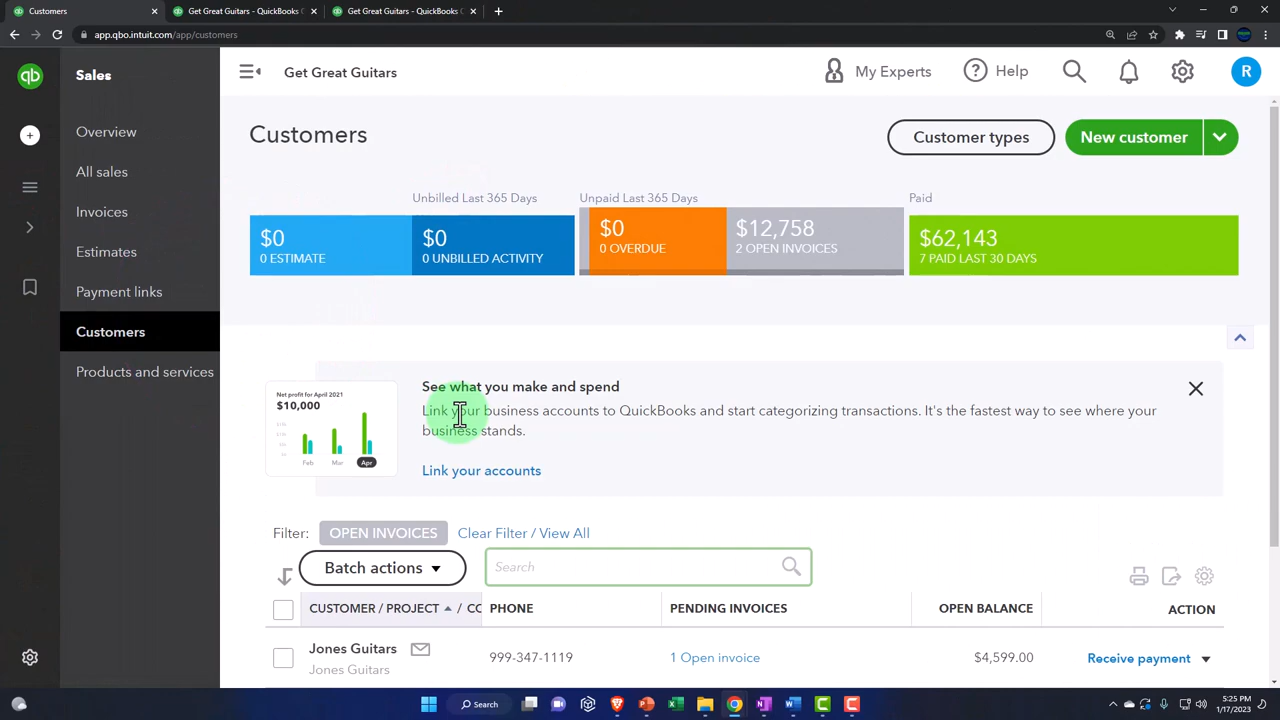 Customers
Get Great Guitars - QuickBooks O
Get Great Guitars - QuickBooks O
app.qbo.intuit.com/app/customers
qb
Sales
Get Great Guitars
My Experts
Help
R
Overview
All sales
Invoices
Estimates
Payment links
Customers
Products and services
Customers
Customer types
New customer
Unbilled Last 365 Days
Unpaid Last 365 Days
Paid
$0
0 ESTIMATE
$0
0 UNBILLED ACTIVITY
$0
0 OVERDUE
$12,758
2 OPEN INVOICES
$62,143
7 PAID LAST 30 DAYS
Net profit for April 2021
$10,000
Feb Mar Apr
See what you make and spend
Link your business accounts to QuickBooks and start categorizing transactions. It's the fastest way to see where your
business stands.
Link your accounts
Filter: OPEN INVOICES Clear Filter / View All
Batch actions
Search
CUSTOMER / PROJECT / CC PHONE PENDING INVOICES OPEN BALANCE ACTION
Jones Guitars
Jones Guitars
999-347-1119
1 Open invoice
$4,599.00
Receive payment
Search
5:25 PM
1/17/2023